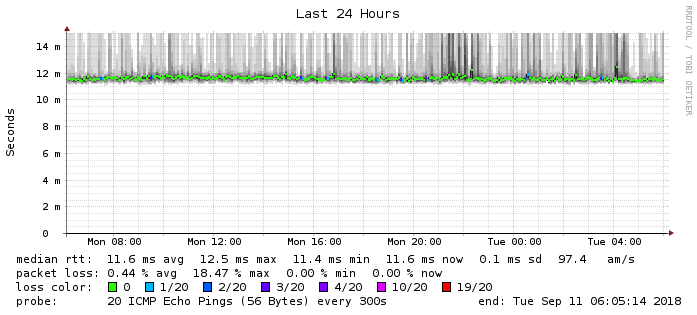 Last 24 Hours
RRDTOOL / TOBI OETIKER
Seconds
14 m
12 m
10 m
8 m
6 m
4 m
2 m
0
Mon 08:00 Mon 12:00 Mon 16:00 Mon 20:00 Tue 00:00 Tue 04:00
median rtt: 11.6 ms avg 12.5 ms max 11.4 ms min 11.6 ms now 0.1 ms sd 97.4 am/s
packet loss: 0.44 % avg 18.47 % max 0.00 % min 0.00 % now
loss color: 0 1/20 2/20 3/20 4/20 10/20 19/20
probe: 20 ICMP Echo Pings (56 Bytes) every 300s end: Tue Sep 11 06:05:14 2018